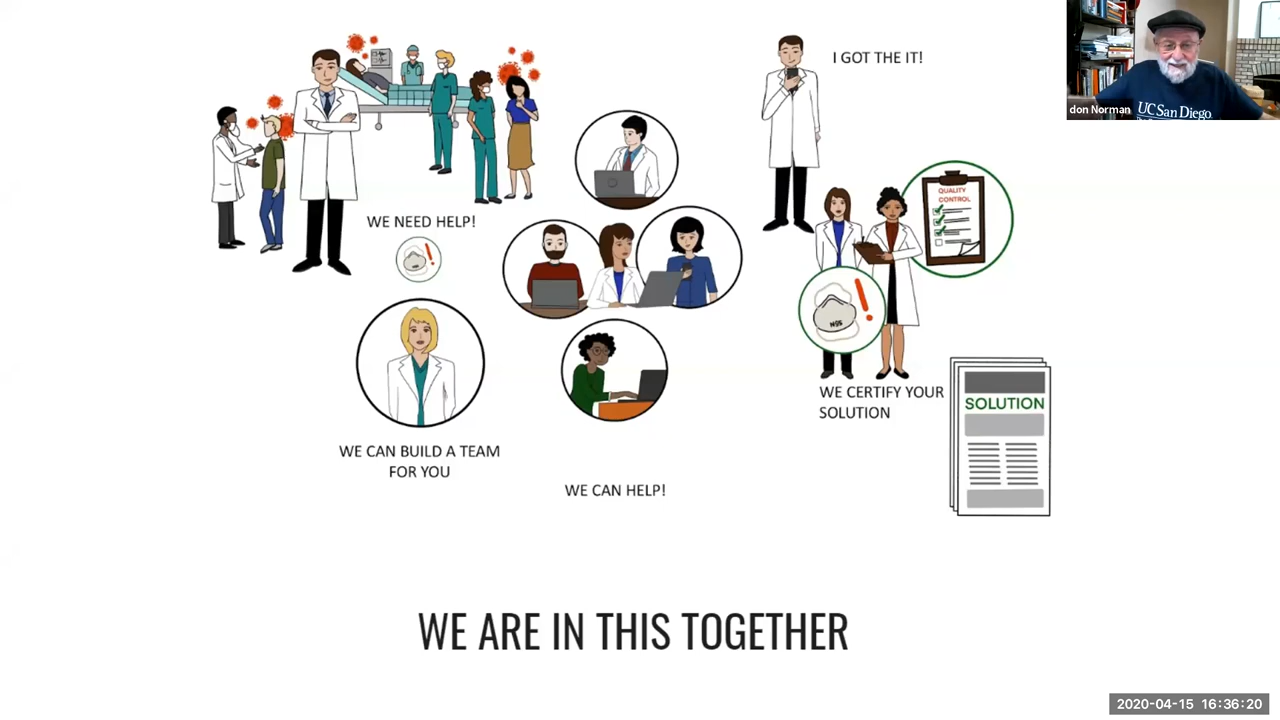 I GOT THE IT!
don Norman
UC San Diego
QUALITY
CONTROL
WE NEED HELP!
N95
WE CERTIFY YOUR
SOLUTION
SOLUTION
WE CAN BUILD A TEAM
FOR YOU
WE CAN HELP!
WE ARE IN THIS TOGETHER
2020-04-15 16:36:20